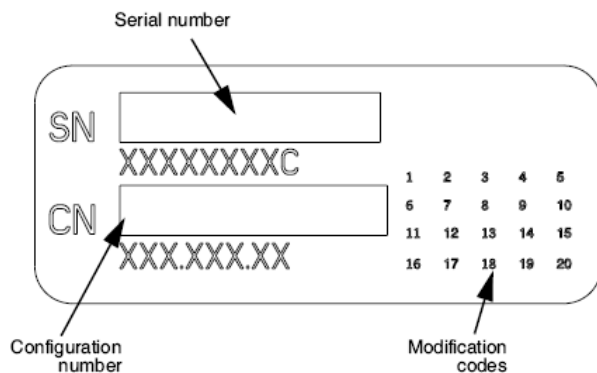 Serial number
SN
XXXXXXXXC
CN
XXX.XXX.XX
1 2 3 4 5
6 7 8 9 10
11 12 13 14 15
16 17 18 19 20
Configuration
number
Modification
codes